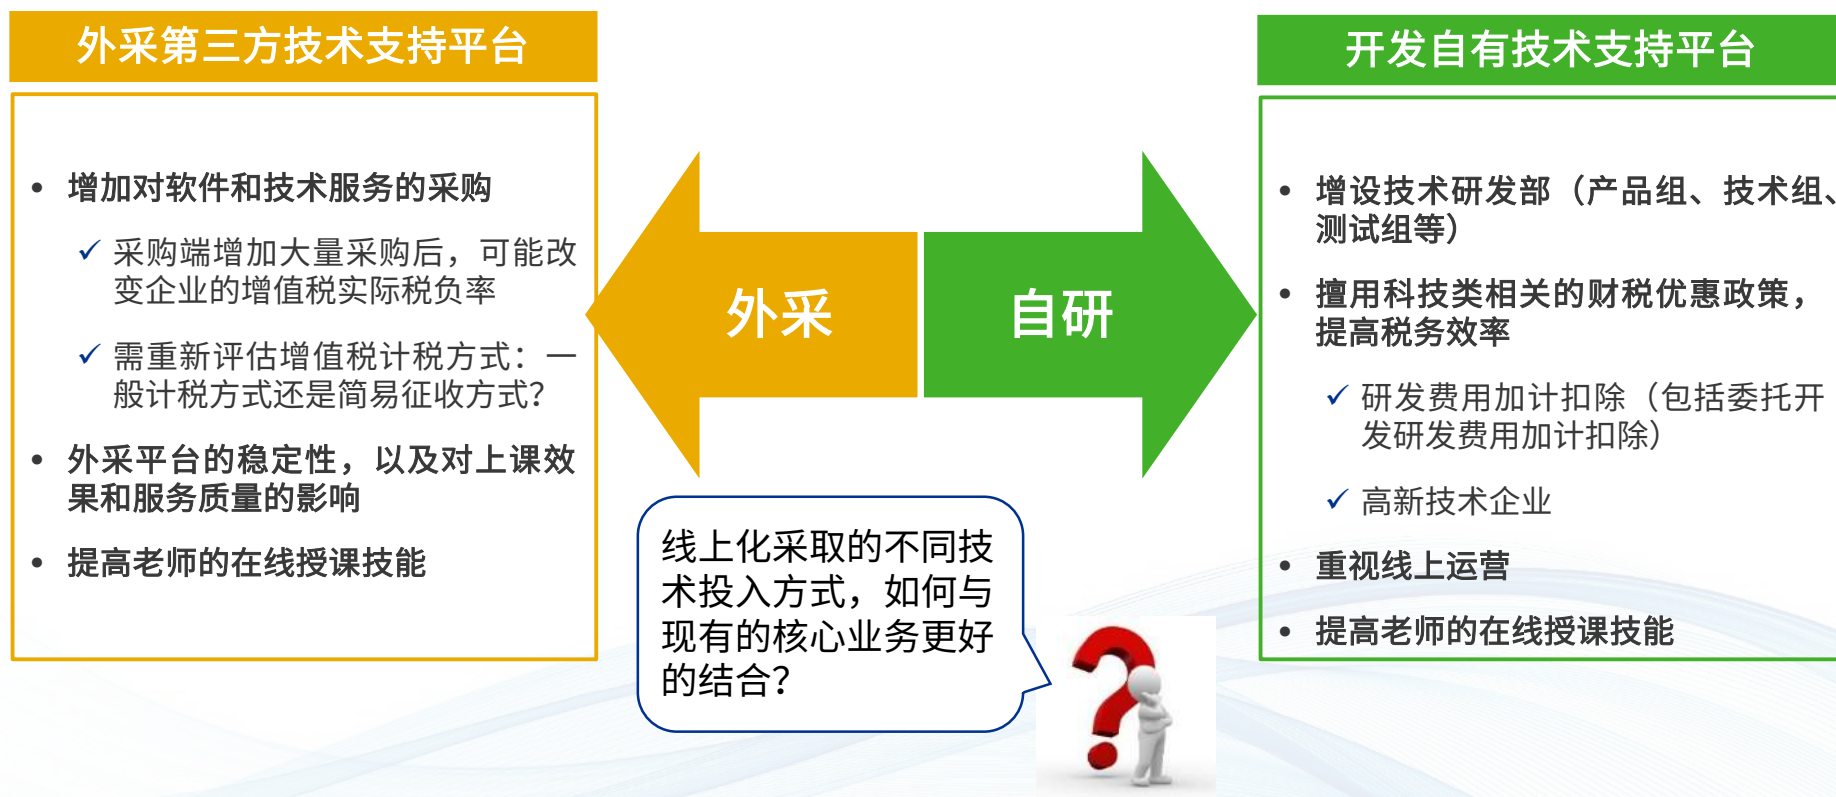 外采第三方技术支持平台
• 增加对软件和技术服务的采购
✓ 采购端增加大量采购后，可能改
变企业的增值税实际税负率
✓ 需重新评估增值税计税方式：一
般计税方式还是简易征收方式？
• 外采平台的稳定性，以及对上课效
果和服务质量的影响
• 提高老师的在线授课技能
外采
自研
线上化采取的不同技
术投入方式，如何与
现有的核心业务更好
的结合？
开发自有技术支持平台
• 增设技术研发部（产品组、技术组、
测试组等）
• 擅用科技类相关的财税优惠政策，
提高税务效率
✓ 研发费用加计扣除（包括委托开
发研发费用加计扣除）
✓ 高新技术企业
• 重视线上运营
• 提高老师的在线授课技能